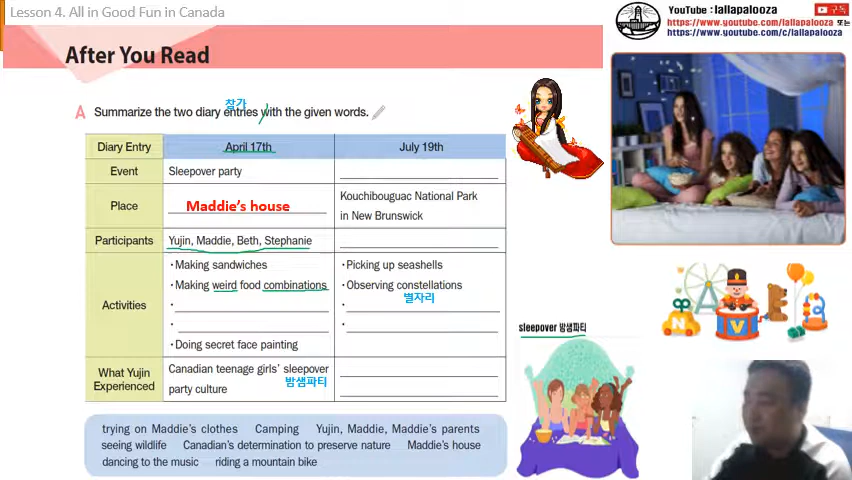 Lesson 4. All in Good Fun in Canada
YouTube : lallapalooza
구독
https://www.youtube.com/lallapalooza 또는
https://www.youtube.com/c/lallapalooza
After You Read
참가
A Summarize the two diary entries with the given words.
Diary Entry April 17th July 19th
Event Sleepover party
Place Maddie's house Kouchibouguac National Park
in New Brunswick
Participants Yujin, Maddie, Beth, Stephanie
Activities
•Making sandwiches
•Making weird food combinations
•
•
•Doing secret face painting
•Picking up seashells
•Observing constellations
별자리
•
•
What Yujin
Experienced
Canadian teenage girls' sleepover
party culture 밤샘파티
sleepover 밤샘파티
N A V E R
trying on Maddie's clothes Camping Yujin, Maddie, Maddie's parents
seeing wildlife Canadian's determination to preserve nature Maddie's house
dancing to the music riding a mountain bike